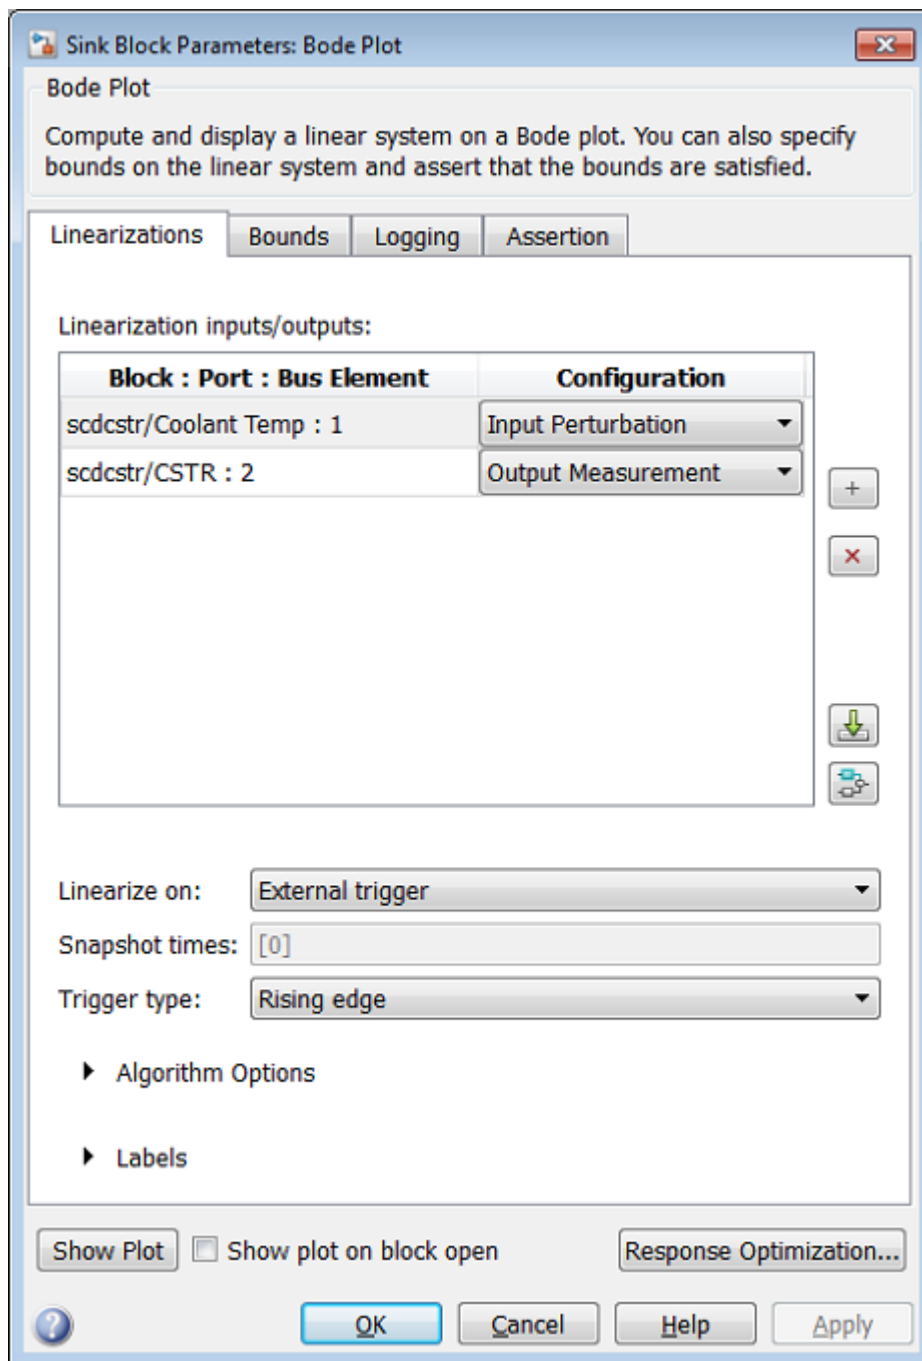 Sink Block Parameters: Bode Plot
Bode Plot
Compute and display a linear system on a Bode plot. You can also specify
bounds on the linear system and assert that the bounds are satisfied.
Linearizations Bounds Logging Assertion
Linearization inputs/outputs:
Block : Port : Bus Element Configuration
scdcstr/Coolant Temp : 1 Input Perturbation
scdcstr/CSTR : 2 Output Measurement
Linearize on: External trigger
Snapshot times: [0]
Trigger type: Rising edge
Algorithm Options
Labels
Show Plot Show plot on block open Response Optimization...
OK Cancel Help Apply